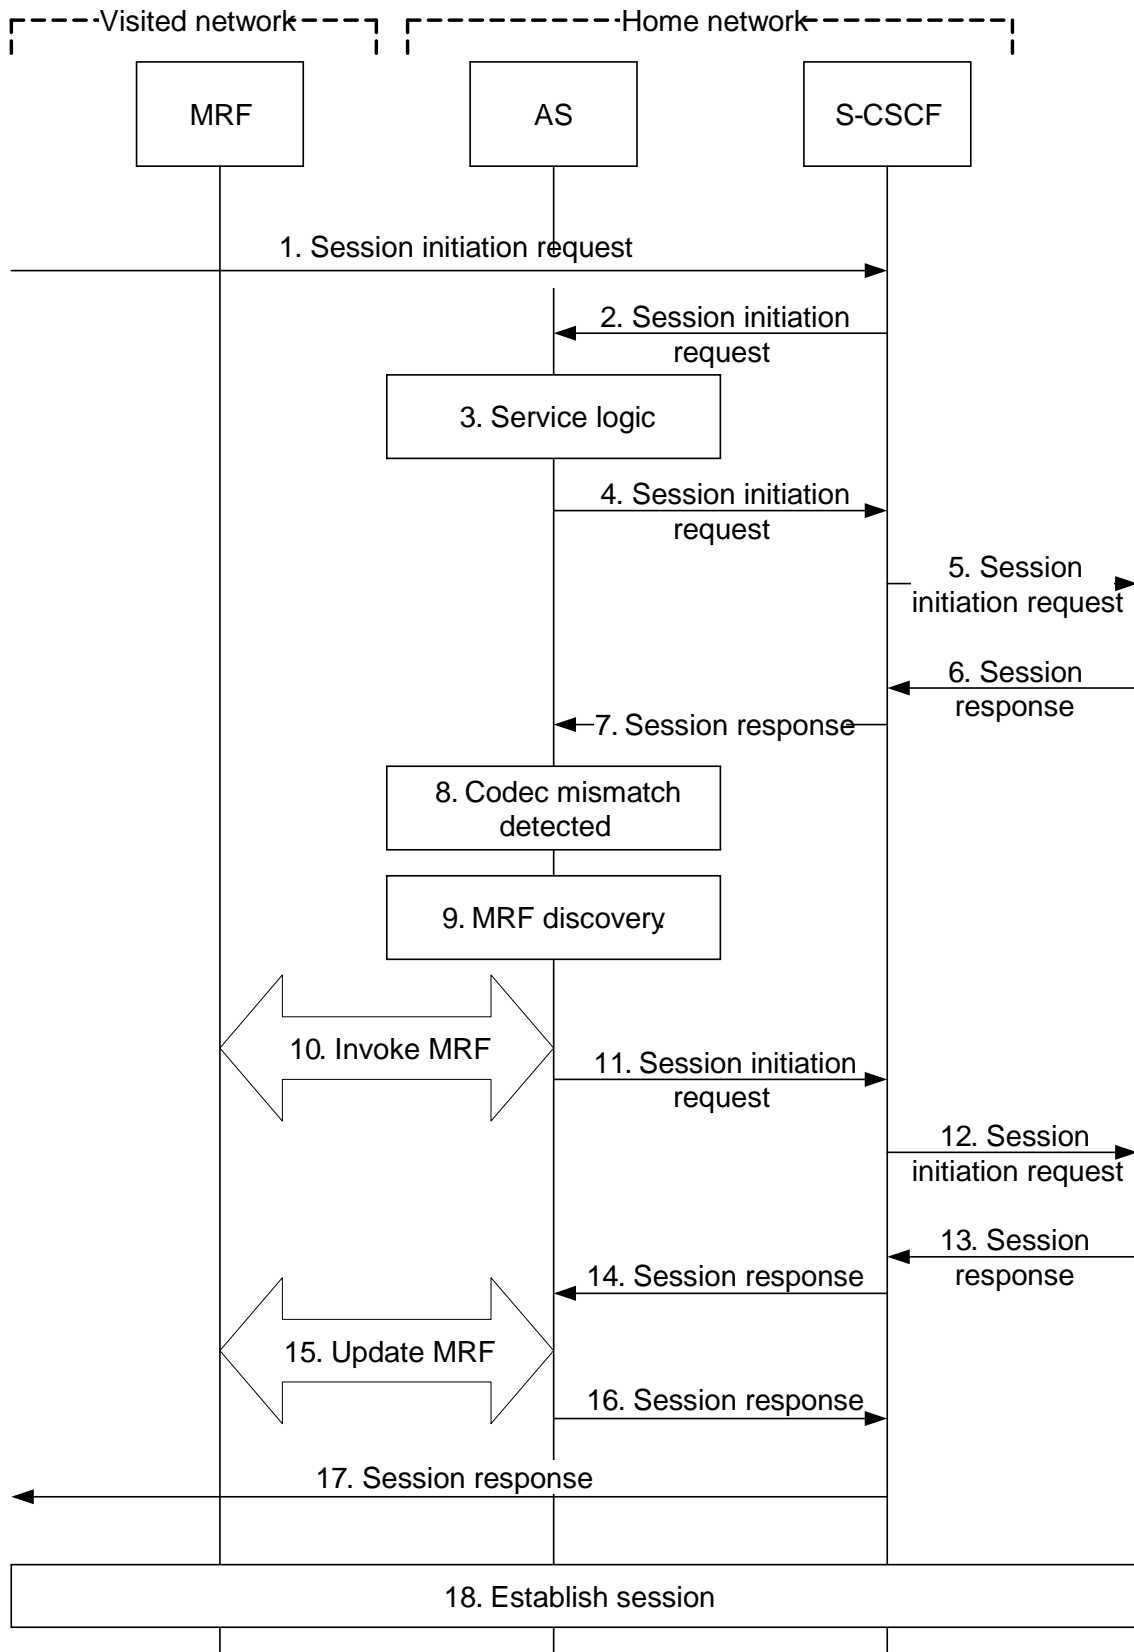 Visited network
Home network
MRF
AS
S-CSCF
1. Session initiation request
2. Session initiation
request
3. Service logic
4. Session initiation
request
5. Session
initiation request
6. Session
response
7. Session response
8. Codec mismatch
detected
9. MRF discovery.
10. Invoke MRF
11. Session initiation
request
12. Session
initiation request
13. Session
response
14. Session response
15. Update MRF
16. Session response
17. Session response
18. Establish session